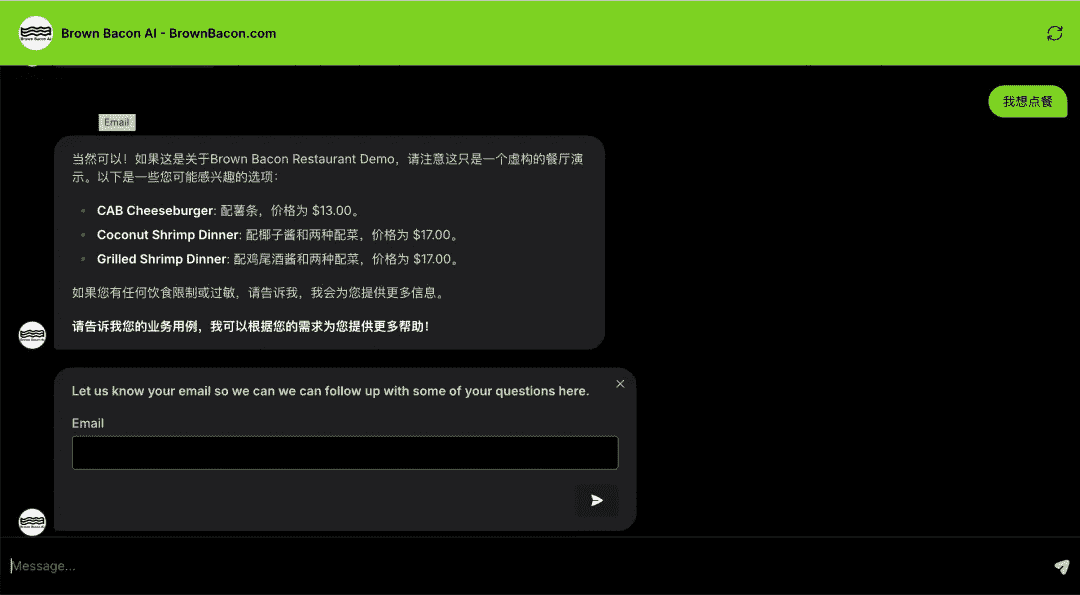 Brown Bacon AI - BrownBacon.com
我想点餐
Email
当然可以！如果这是关于Brown Bacon Restaurant Demo，请注意这只是一个虚构的餐厅演
示。以下是一些您可能感兴趣的选项：
CAB Cheeseburger: 配薯条，价格为 $13.00。
Coconut Shrimp Dinner: 配椰子酱和两种配菜，价格为 $17.00。
Grilled Shrimp Dinner: 配鸡尾酒酱和两种配菜，价格为 $17.00。
如果您有任何饮食限制或过敏，请告诉我，我会为您提供更多信息。
请告诉我您的业务用例，我可以根据您的需求为您提供更多帮助！
Let us know your email so we can we can follow up with some of your questions here.
Email
Message...